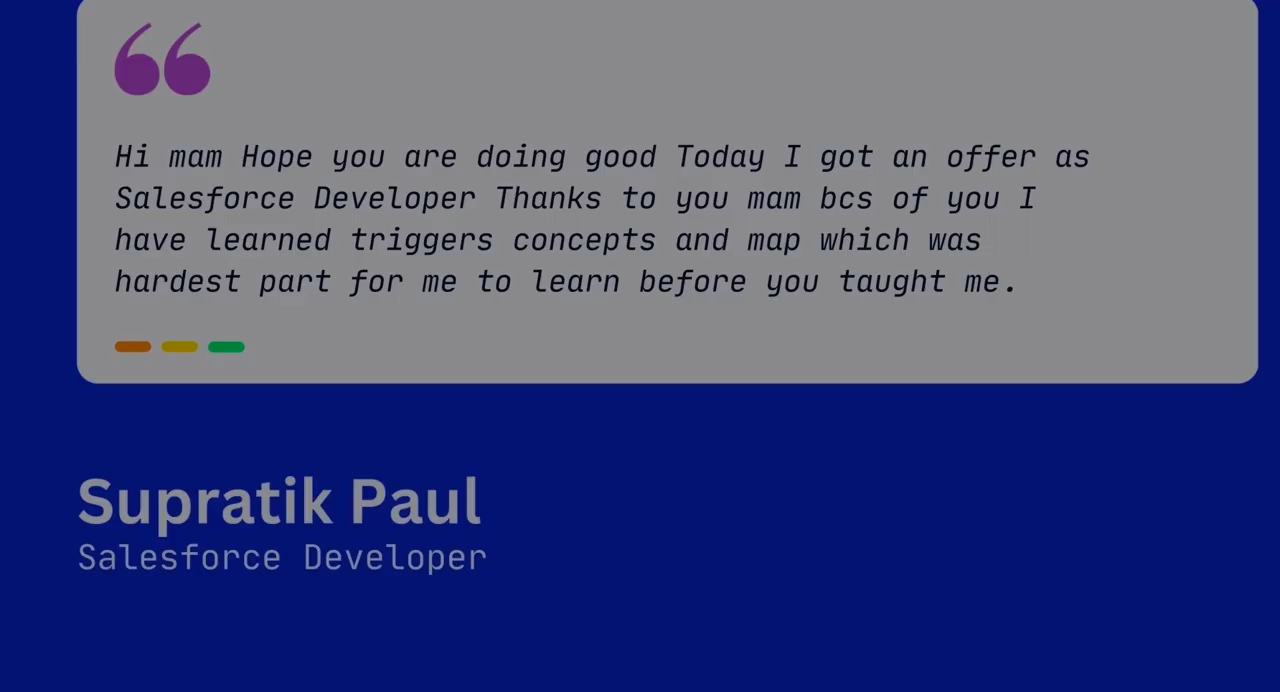 Hi mam Hope you are doing good Today I got an offer as
Salesforce Developer Thanks to you mam bcs of you I
have learned triggers concepts and map which was
hardest part for me to learn before you taught me.
Supratik Paul
Salesforce Developer